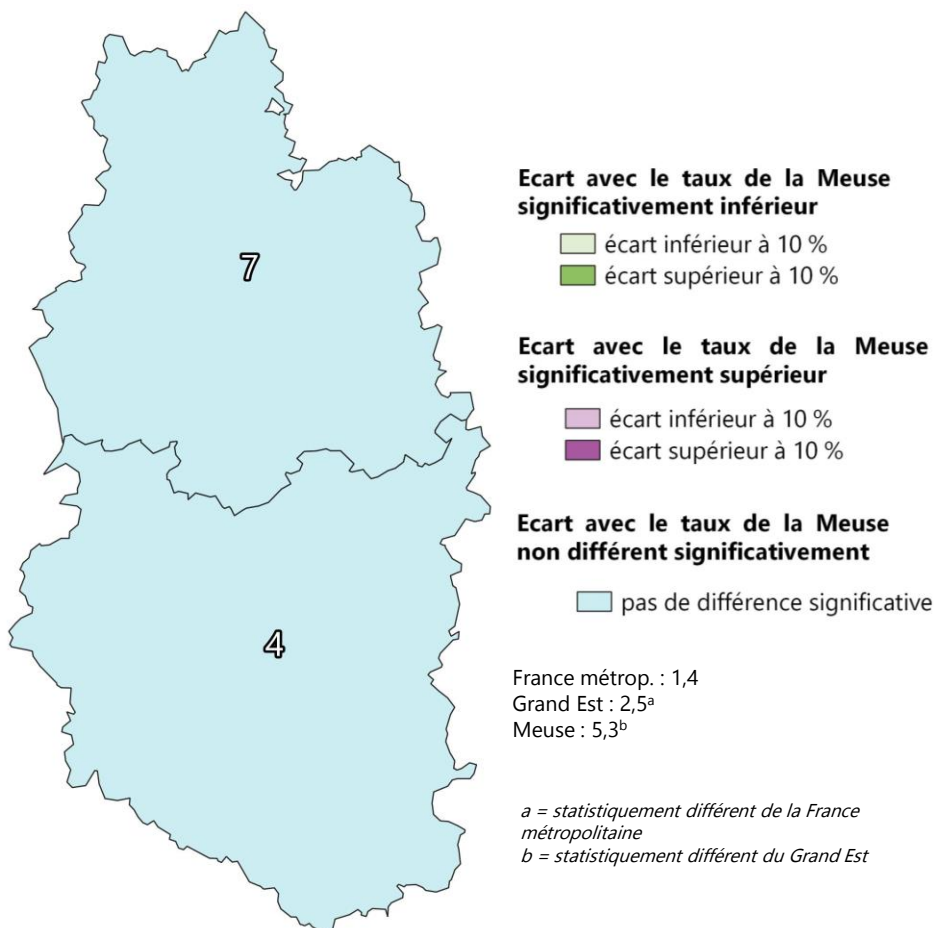 7
4
Ecart avec le taux de la Meuse
significativement inférieur
écart inférieur à 10 %
écart supérieur à 10 %
Ecart avec le taux de la Meuse
significativement supérieur
écart inférieur à 10 %
écart supérieur à 10 %
Ecart avec le taux de la Meuse
non différent significativement
pas de différence significative
France métrop. : 1,4
Grand Est : 2,5ᵃ
Meuse : 5,3ᵇ
a = statistiquement différent de la France
métropolitaine
b = statistiquement différent du Grand Est